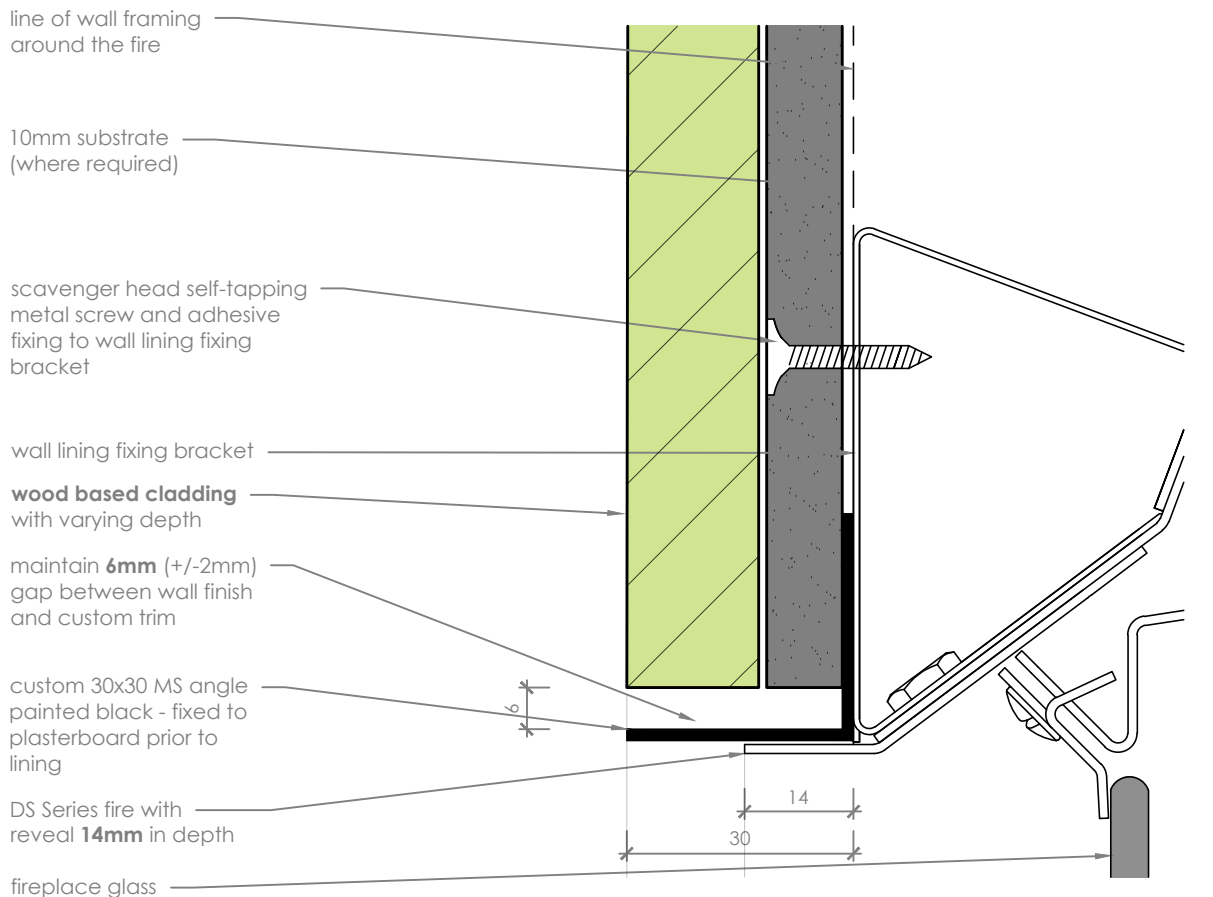 line of wall framing
around the fire
10mm substrate
(where required)
scavenger head self-tapping
metal screw and adhesive
fixing to wall lining fixing
bracket
wall lining fixing bracket
wood based cladding
with varying depth
maintain 6mm (+/-2mm)
gap between wall finish
and custom trim
custom 30x30 MS angle
painted black - fixed to
plasterboard prior to
lining
DS Series fire with
reveal 14mm in depth
fireplace glass
6
14
30